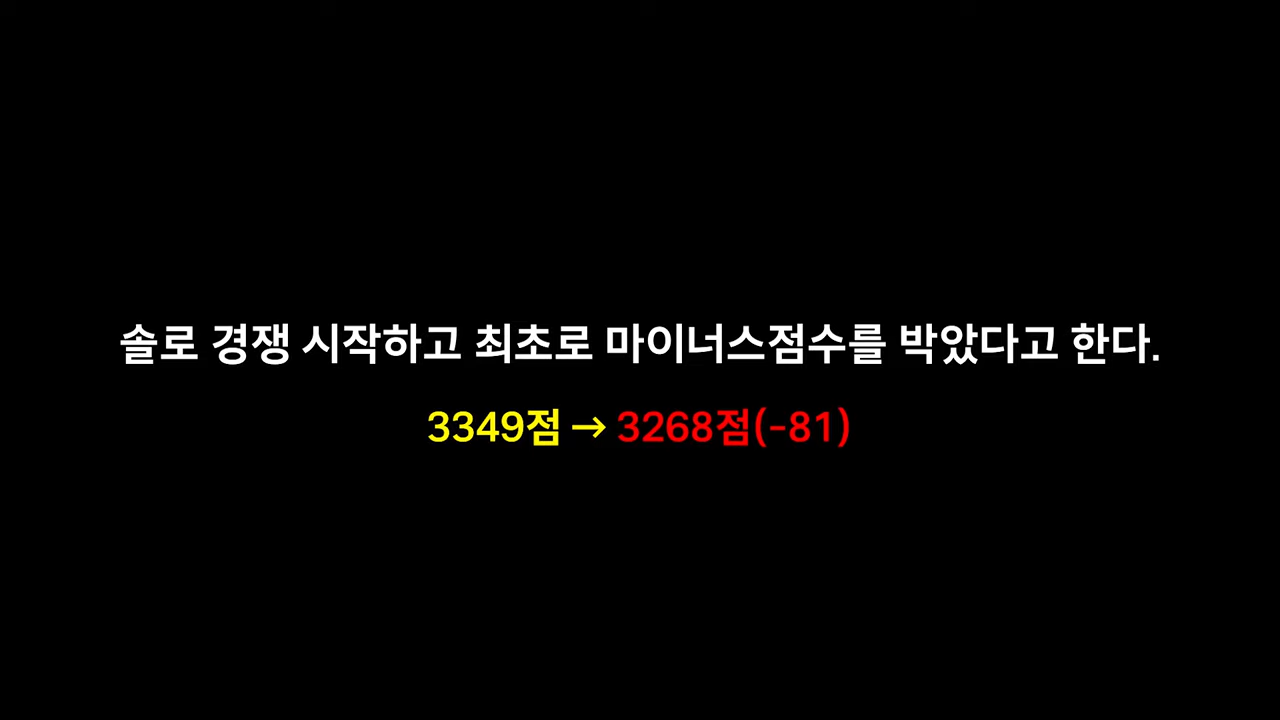 솔로 경쟁 시작하고 최초로 마이너스점수를 박았다고 한다.
3349점 → 3268점(-81)